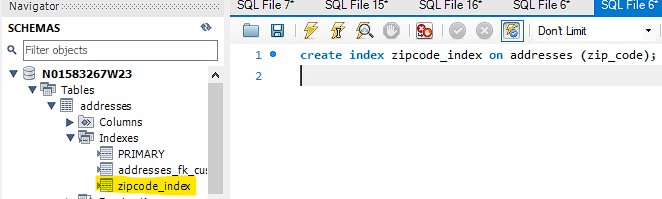 Navigator
SQL File 7*
SQL File 15*
SQL File 16*
SQL File 6*
SQL File 6*
SCHEMAS
Filter objects
Don't Limit
N01583267W23
Tables
addresses
Columns
Indexes
PRIMARY
addresses_fk_cus
zipcode_index
1
create index zipcode_index on addresses (zip_code);
2